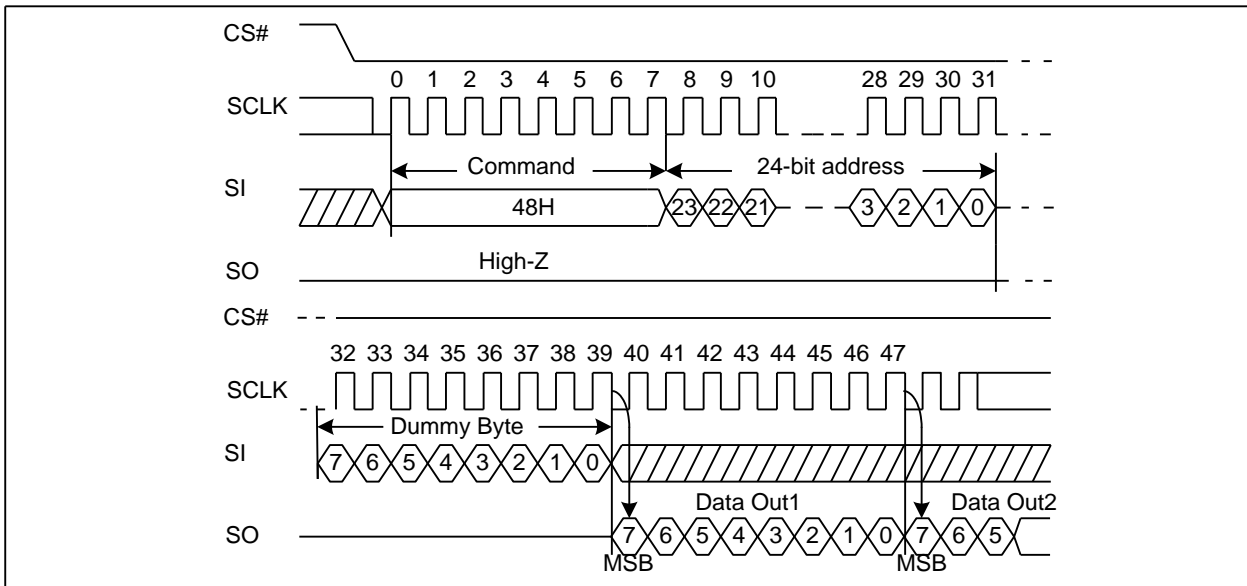 CS#
0 1 2 3 4 5 6 7 8 9 10 28 29 30 31
SCLK
Command 24-bit address
SI
48H 23 22 21 3 2 1 0
High-Z
SO
CS#
32 33 34 35 36 37 38 39 40 41 42 43 44 45 46 47
SCLK
Dummy Byte
SI
7 6 5 4 3 2 1 0
Data Out1 Data Out2
SO
7 6 5 4 3 2 1 0 7 6 5
MSB MSB